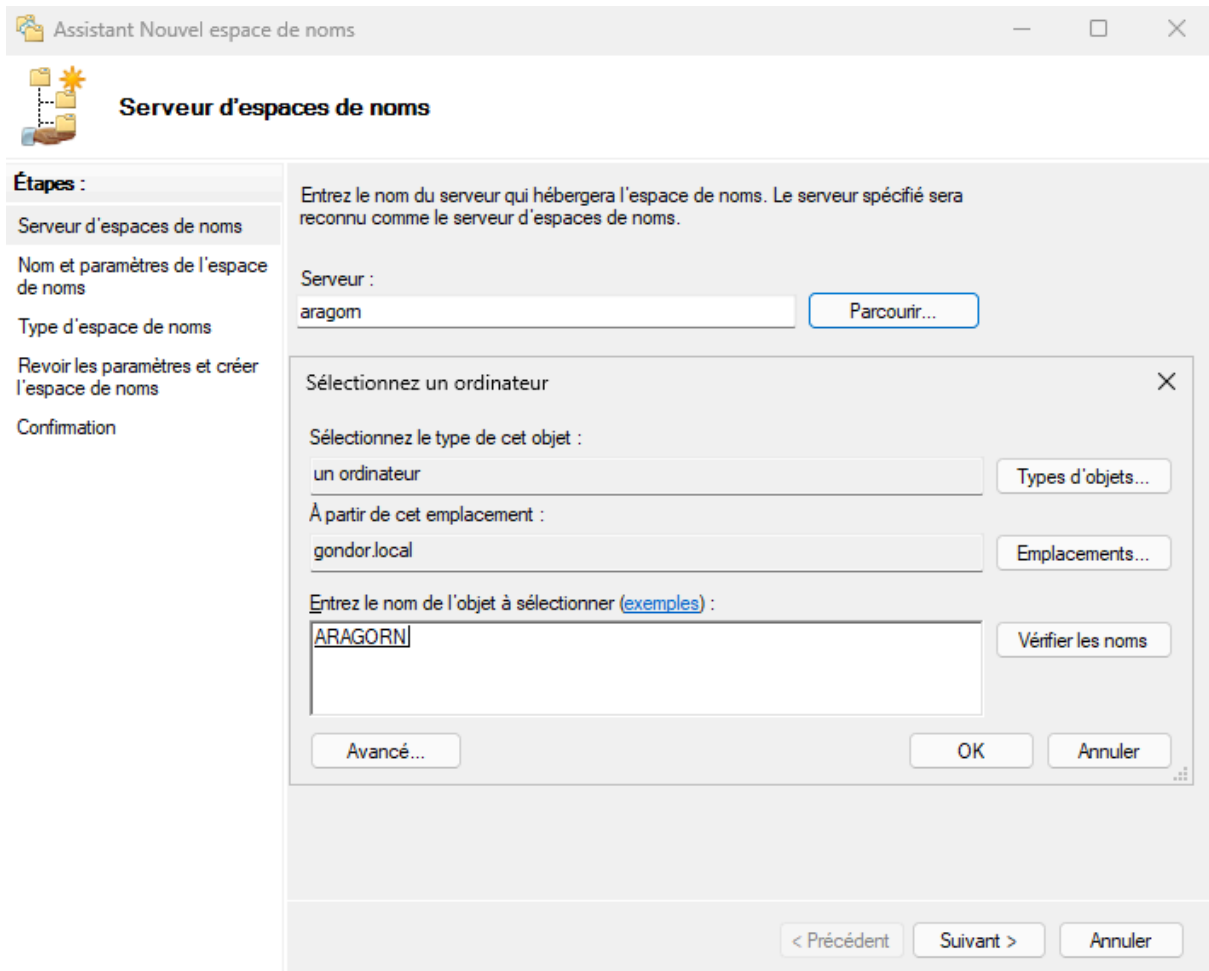 Assistant Nouvel espace de noms
Serveur d'espaces de noms
Étapes :
Serveur d'espaces de noms
Nom et paramètres de l'espace
de noms
Type d'espace de noms
Revoir les paramètres et créer
l'espace de noms
Confirmation
Entrez le nom du serveur qui hébergera l'espace de noms. Le serveur spécifié sera
reconnu comme le serveur d'espaces de noms.
Serveur :
aragorn
Parcourir...
Sélectionnez un ordinateur
Sélectionnez le type de cet objet :
un ordinateur
Types d'objets...
À partir de cet emplacement :
gondor.local
Emplacements...
Entrez le nom de l'objet à sélectionner (exemples) :
ARAGORN
Vérifier les noms
Avancé...
OK
Annuler
< Précédent
Suivant >
Annuler